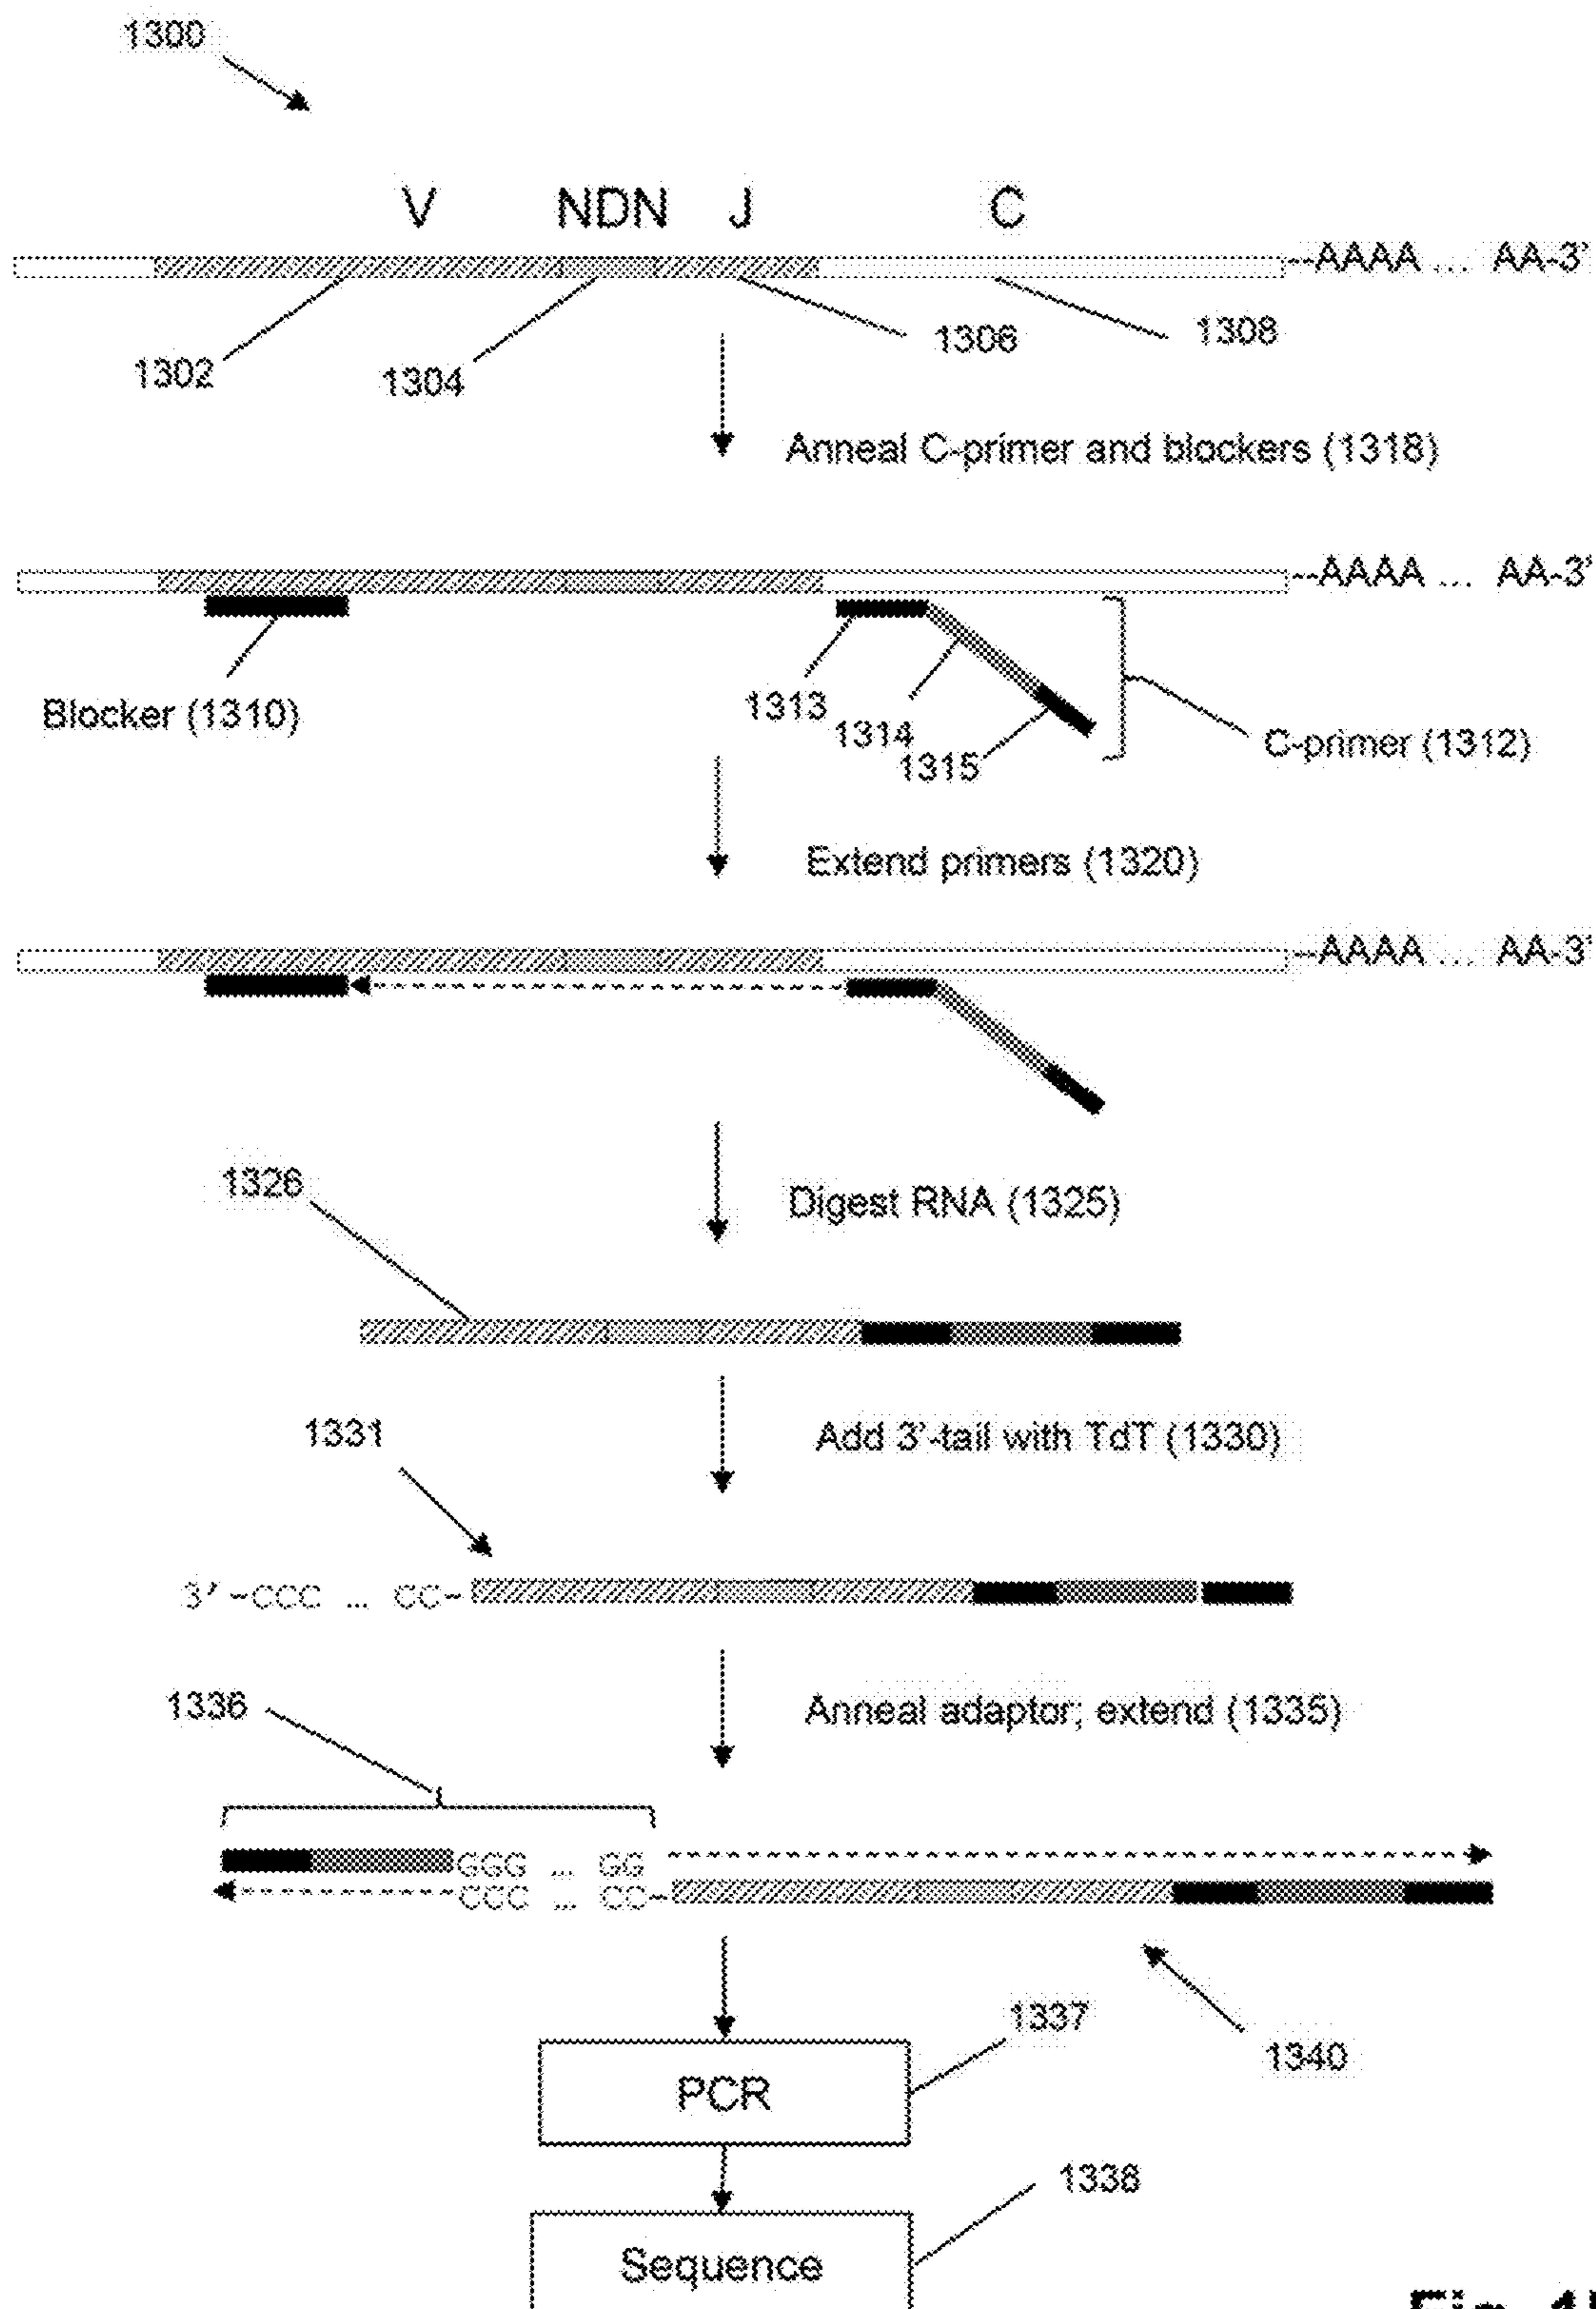 1300
V NDN J C
--AAAA ... AA-3'
1302 1304 1306 1308
Anneal C-primer and blockers (1318)
--AAAA ... AA-3'
Blocker (1310)
1313
1314
1315
C-primer (1312)
Extend primers (1320)
--AAAA ... AA-3'
1326
Digest RNA (1325)
1331
Add 3'-tail with TdT (1330)
3'-CCC ... CC-
1336
Anneal adaptor; extend (1335)
GGG ... GG
CCC ... CC-
1337
PCR
1340
1338
Sequence